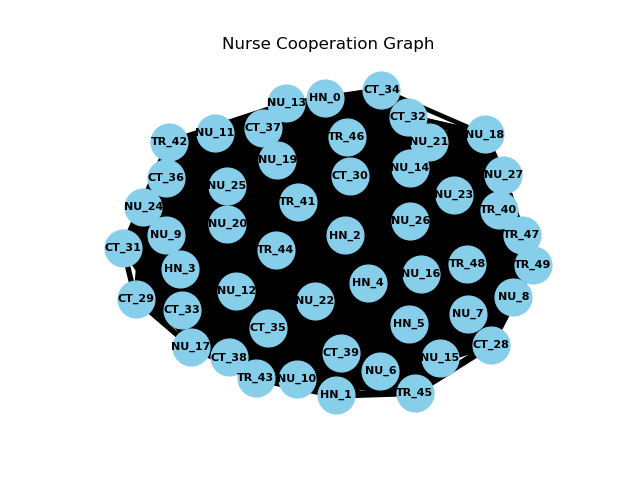 Nurse Cooperation Graph
CT_34
HN_0
NU_13
CT_32
CT_37
NU_11
NU_18
TR_46
TR_42
NU_21
NU_19
NU_14
NU_27
CT_30
CT_36
NU_25
NU_23
TR_41
NU_24
TR_40
NU_26
NU_20
NU_9
HN_2
TR_47
CT_31
TR_44
TR_48
TR_49
HN_3
NU_16
HN_4
NU_12
NU_8
CT_29
NU_22
CT_33
NU_7
HN_5
CT_35
CT_28
NU_17
CT_39
CT_38
NU_15
NU_6
TR_43
NU_10
TR_45
HN_1